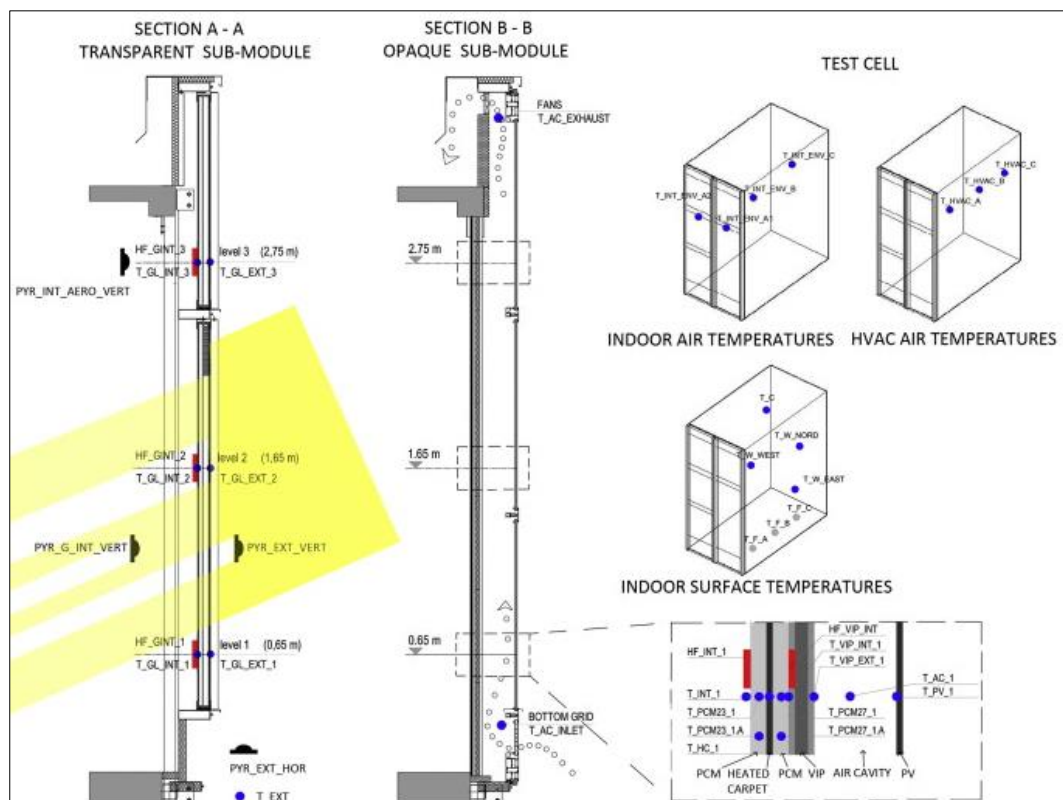 SECTION A - A
TRANSPARENT SUB-MODULE
SECTION B - B
OPAQUE SUB-MODULE
TEST CELL
FANS
T_AC_EXHAUST
HF_GINT_3
level 3 (2,75 m)
T_GL_INT_3
T_GL_EXT_3
PYR_INT_AERO_VERT
2.75 m
HF_GINT_2
level 2 (1,65 m)
T_GL_INT_2
T_GL_EXT_2
1.65 m
PYR_G_INT_VERT
PYR_EXT_VERT
HF_GINT_1
level 1 (0,65 m)
T_GL_INT_1
T_GL_EXT_1
0.65 m
BOTTOM GRID
T_AC_INLET
PYR_EXT_HOR
T_EXT
T_INT_ENV_C
T_INT_ENV_B
T_INT_ENV_A2
T_INT_ENV_A1
INDOOR AIR TEMPERATURES
T_HVAC_C
T_HVAC_B
T_HVAC_A
HVAC AIR TEMPERATURES
T_C
T_W_NORD
T_W_WEST
T_W_EAST
T_F_C
T_F_B
T_F_A
INDOOR SURFACE TEMPERATURES
HF_VIP_INT
HF_INT_1
T_VIP_INT_1
T_VIP_EXT_1
T_AC_1
T_INT_1
T_PV_1
T_PCM23_1
T_PCM27_1
T_PCM23_1.A
T_PCM27_1.A
T_HC_1
PCM HEATED CARPET
PCM VIP
AIR CAVITY
PV